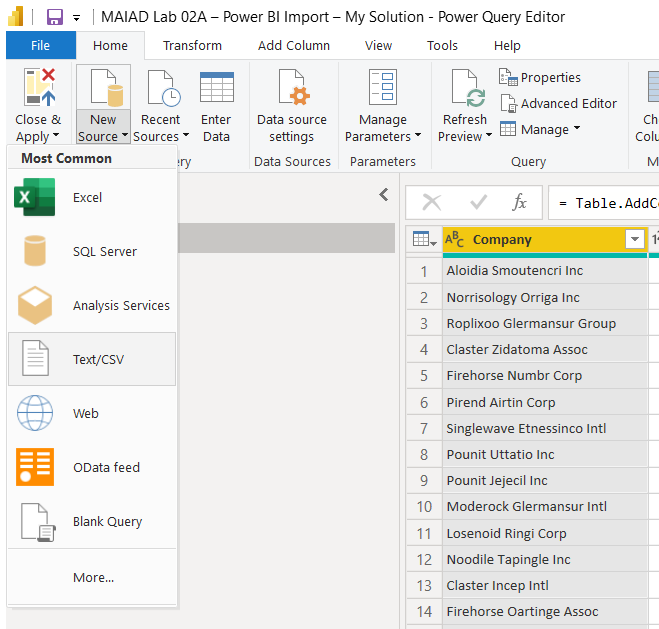 MAIAD Lab 02A – Power BI Import – My Solution - Power Query Editor
File Home Transform Add Column View Tools Help
Close & Apply
New Source
Recent Sources
Enter Data
Data source settings
Manage Parameters
Refresh Preview
Properties
Advanced Editor
Manage
Data Sources Parameters Query
Most Common
Excel
SQL Server
Analysis Services
Text/CSV
Web
OData feed
Blank Query
More...
fx
= Table.AddC
ABC Company
1 Aloidia Smoutencri Inc
2 Norrisology Orriga Inc
3 Roplixoo Glermansur Group
4 Claster Zidatoma Assoc
5 Firehorse Numbr Corp
6 Pirend Airtin Corp
7 Singlewave Etnessinco Intl
8 Pounit Uttatio Inc
9 Pounit Jejecil Inc
10 Moderock Glermansur Intl
11 Losenoid Ringi Corp
12 Noodile Tapingle Inc
13 Claster Incep Intl
14 Firehorse Oartinge Assoc